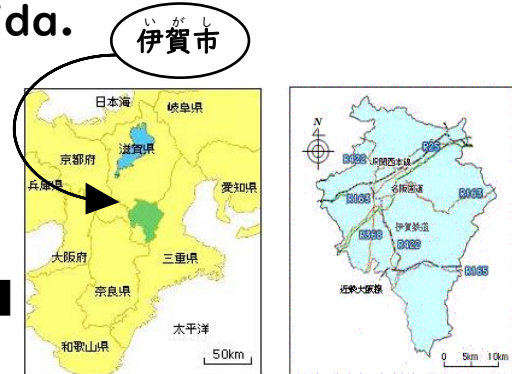 da.
いがし
伊賀市
日本海
岐阜県
滋賀県
京都府
兵庫県
愛知県
大阪府
三重県
奈良県
太平洋
和歌山県
50km
N
R25
R422
JR関西本線
名阪国道
R163
R163
伊賀鉄道
R368
R422
R165
近鉄大阪線
0 5km 10km